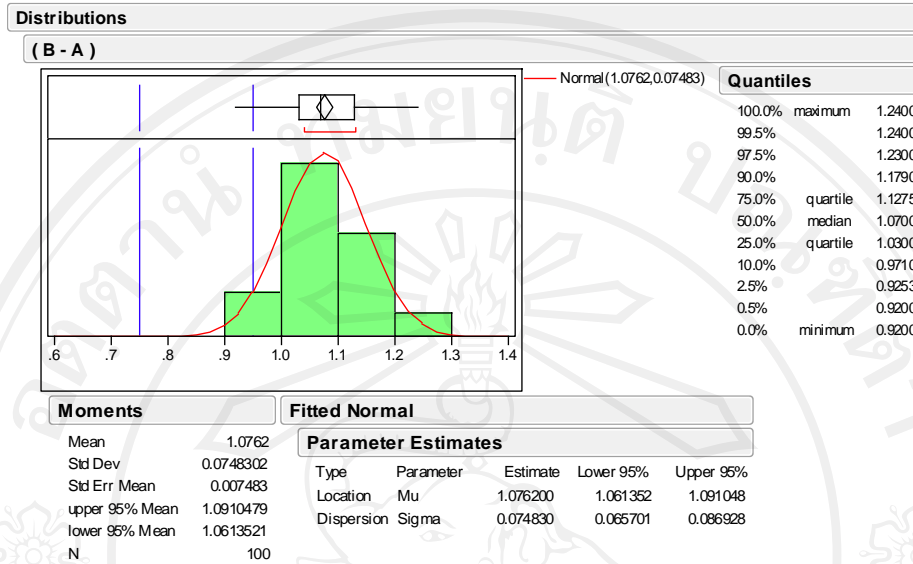 Distributions
( B - A )
Normal(1.0762,0.07483)
.6 .7 .8 .9 1.0 1.1 1.2 1.3 1.4
Quantiles
100.0% maximum 1.2400
99.5% 1.2400
97.5% 1.2300
90.0% 1.1790
75.0% quartile 1.1275
50.0% median 1.0700
25.0% quartile 1.0300
10.0% 0.9710
2.5% 0.9253
0.5% 0.9200
0.0% minimum 0.9200
Moments
Mean 1.0762
Std Dev 0.0748302
Std Err Mean 0.007483
upper 95% Mean 1.0910479
lower 95% Mean 1.0613521
N 100
Fitted Normal
Parameter Estimates
Type Parameter Estimate Lower 95% Upper 95%
Location Mu 1.076200 1.061352 1.091048
Dispersion Sigma 0.074830 0.065701 0.086928